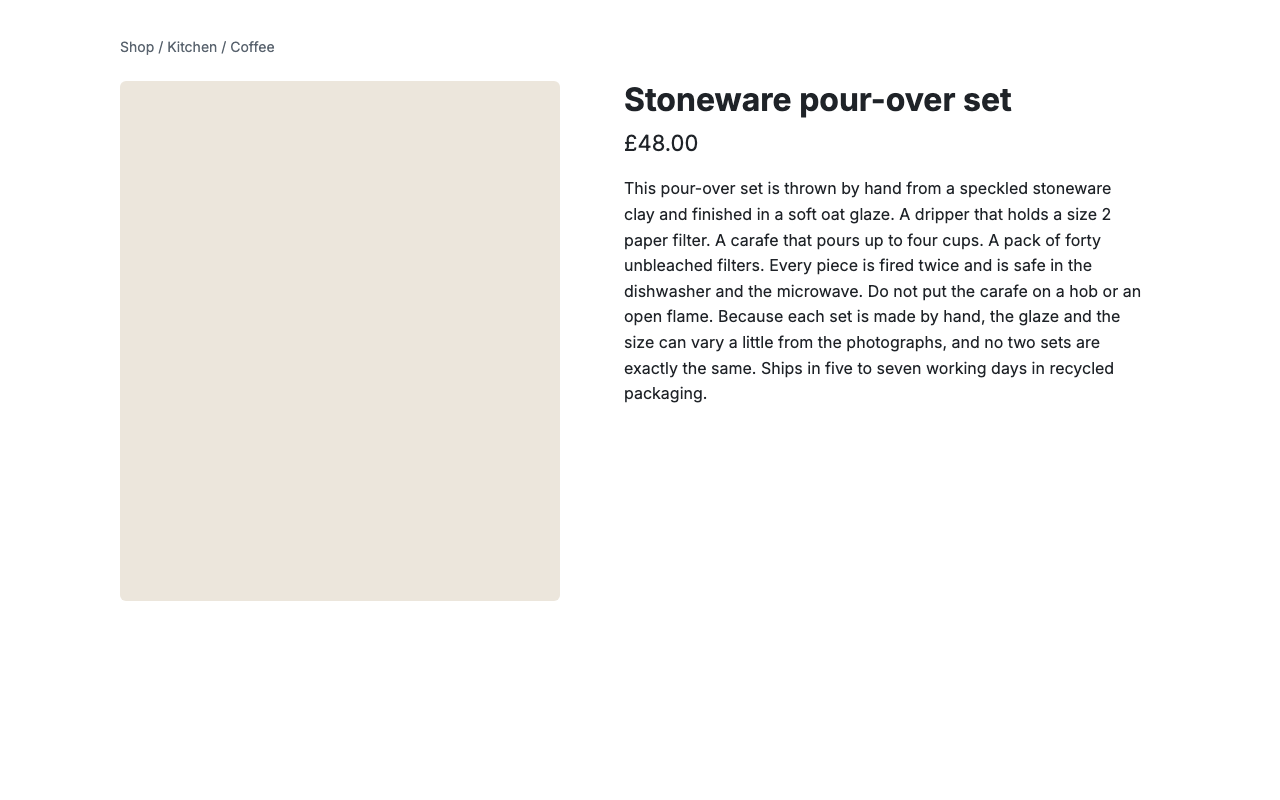 Shop / Kitchen / Coffee
Stoneware pour-over set
£48.00
This pour-over set is thrown by hand from a speckled stoneware
clay and finished in a soft oat glaze. A dripper that holds a size 2
paper filter. A carafe that pours up to four cups. A pack of forty
unbleached filters. Every piece is fired twice and is safe in the
dishwasher and the microwave. Do not put the carafe on a hob or an
open flame. Because each set is made by hand, the glaze and the
size can vary a little from the photographs, and no two sets are
exactly the same. Ships in five to seven working days in recycled
packaging.